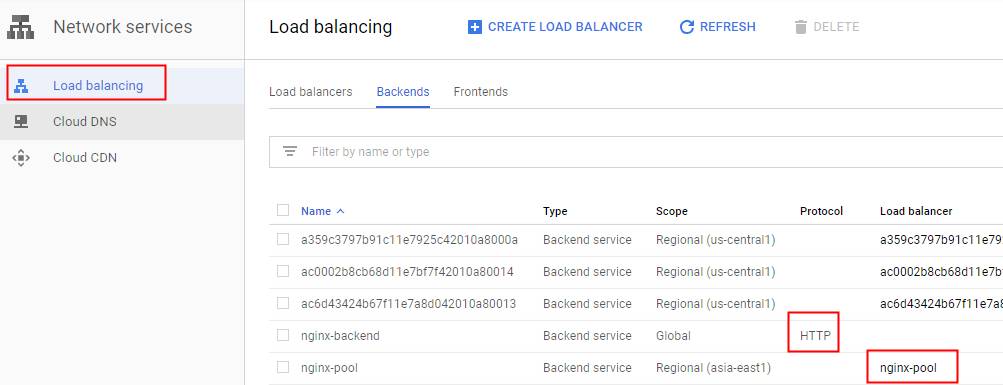 Network services
Load balancing
CREATE LOAD BALANCER
REFRESH
DELETE
Load balancing
Cloud DNS
Cloud CDN
Load balancers
Backends
Frontends
Filter by name or type
Name Type Scope Protocol Load balancer
a359c3797b91c11e7925c42010a8000a Backend service Regional (us-central1) a359c3797b91c11e79
ac0002b8cb68d11e7bf7f42010a80014 Backend service Regional (us-central1) ac0002b8cb68d11e7b
ac6d43424b67f11e7a8d042010a80013 Backend service Regional (us-central1) ac6d43424b67f11e7a8
nginx-backend Backend service Global HTTP
nginx-pool Backend service Regional (asia-east1) nginx-pool